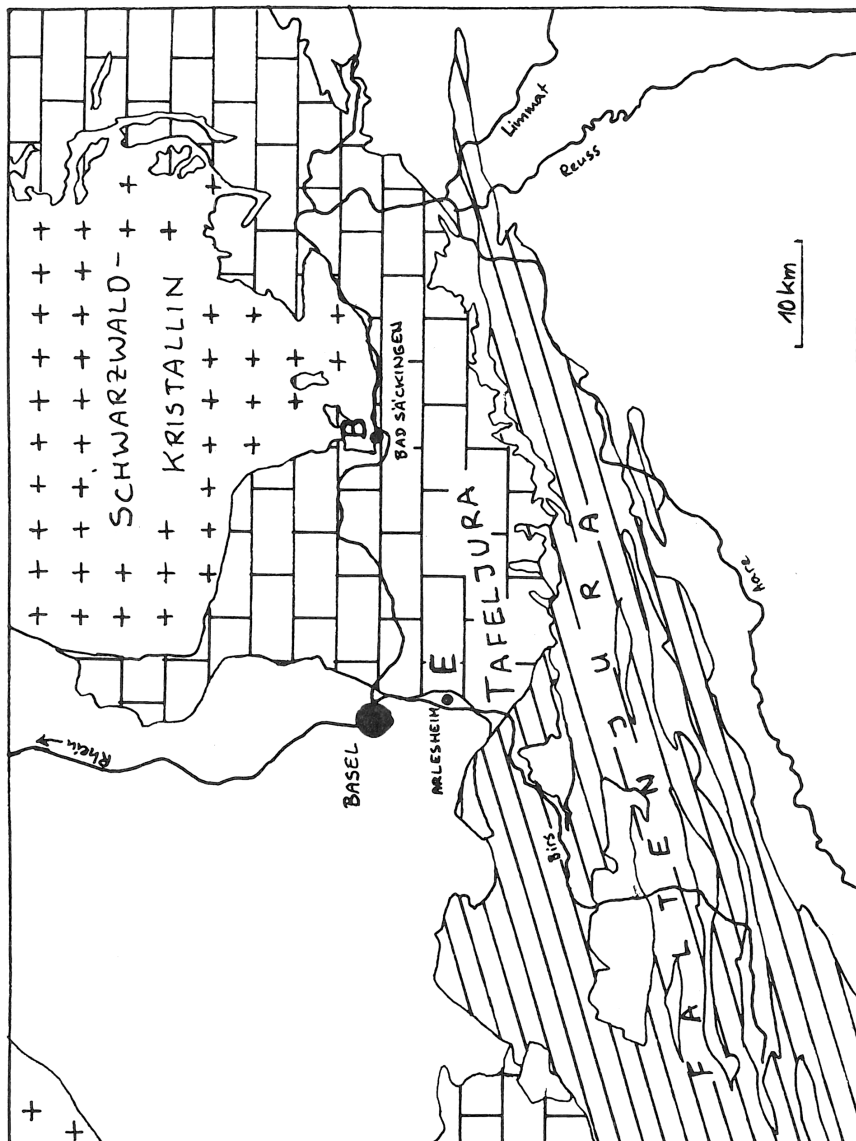 SCHWARZWALD-
KRISTALLIN
Rhein
BASEL
B
BAD SÄCKINGEN
ARLESHEIM
E
TAFELJURA
Birs
FALTENJURA
Aare
Limmat
Reuss
10 km